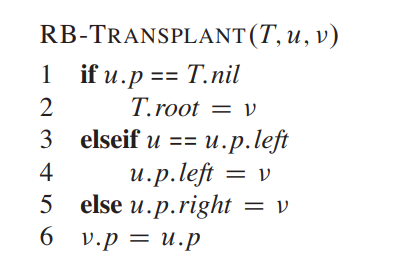 RB-TRANSPLANT(T, u, v)
1 if u.p == T.nil
2 T.root = v
3 elseif u == u.p.left
4 u.p.left = v
5 else u.p.right = v
6 v.p = u.p